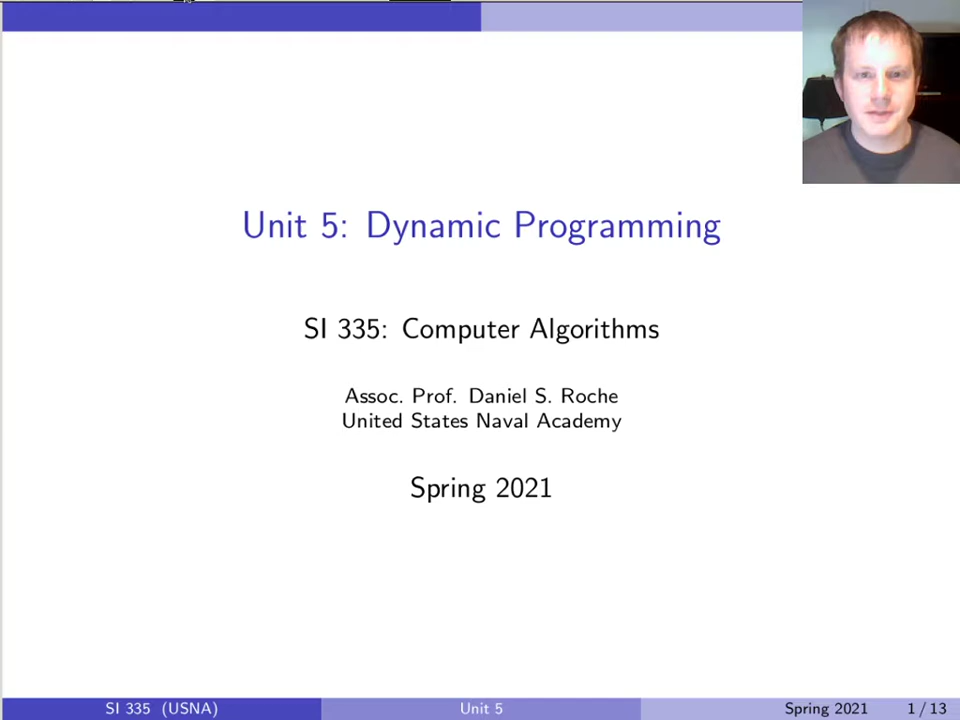 Unit 5: Dynamic Programming
SI 335: Computer Algorithms
Assoc. Prof. Daniel S. Roche
United States Naval Academy
Spring 2021
SI 335 (USNA) Unit 5 Spring 2021 1 / 13